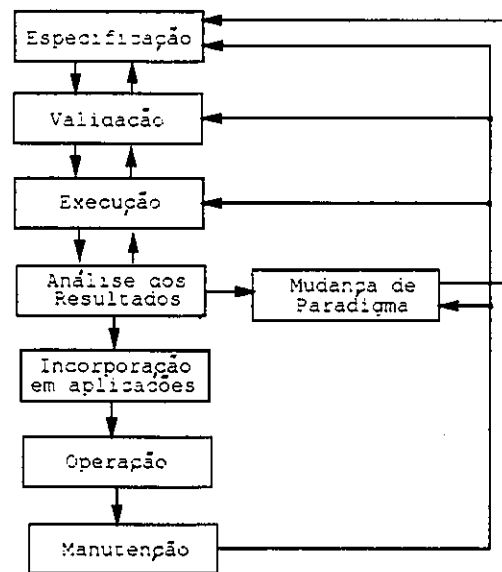 Especificação
Validação
Execução
Análise dos
Resultados
Mudança de
Paradigma
Incorporação
em aplicações
Operação
Manutenção